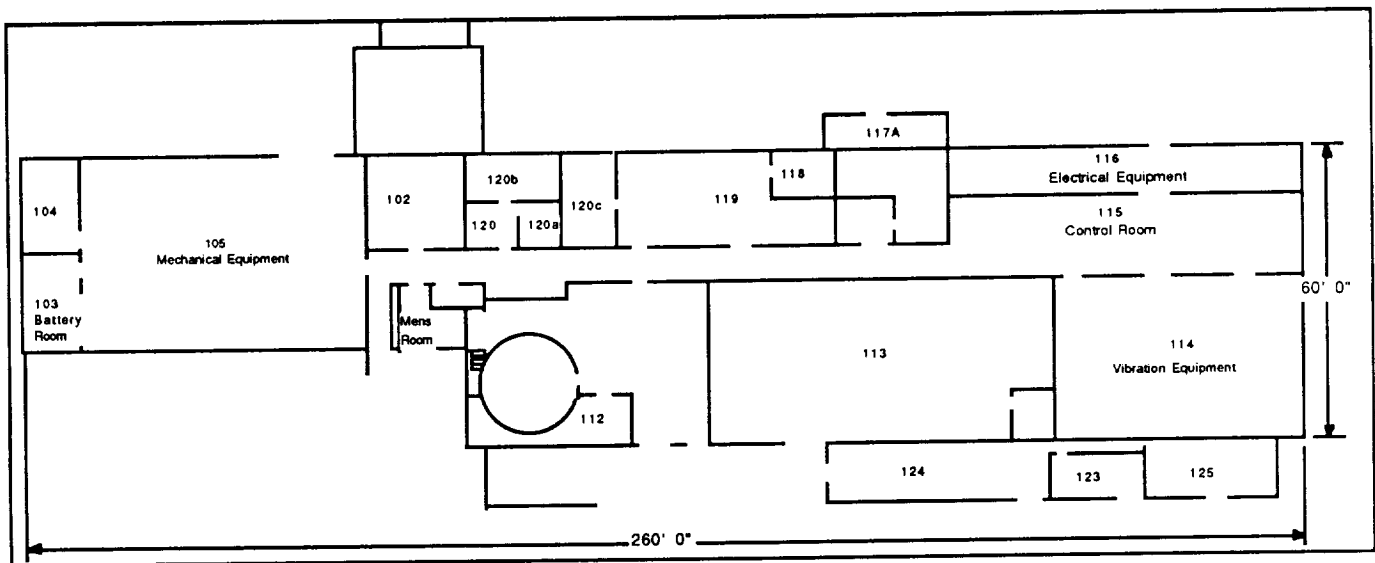 117A
116
Electrical Equipment
118
120b
104
102
120c
119
120
120a
115
Control Room
105
Mechanical Equipment
60' 0"
103
Battery
Room
Mens
Room
113
114
Vibration Equipment
112
124
123
125
260' 0"